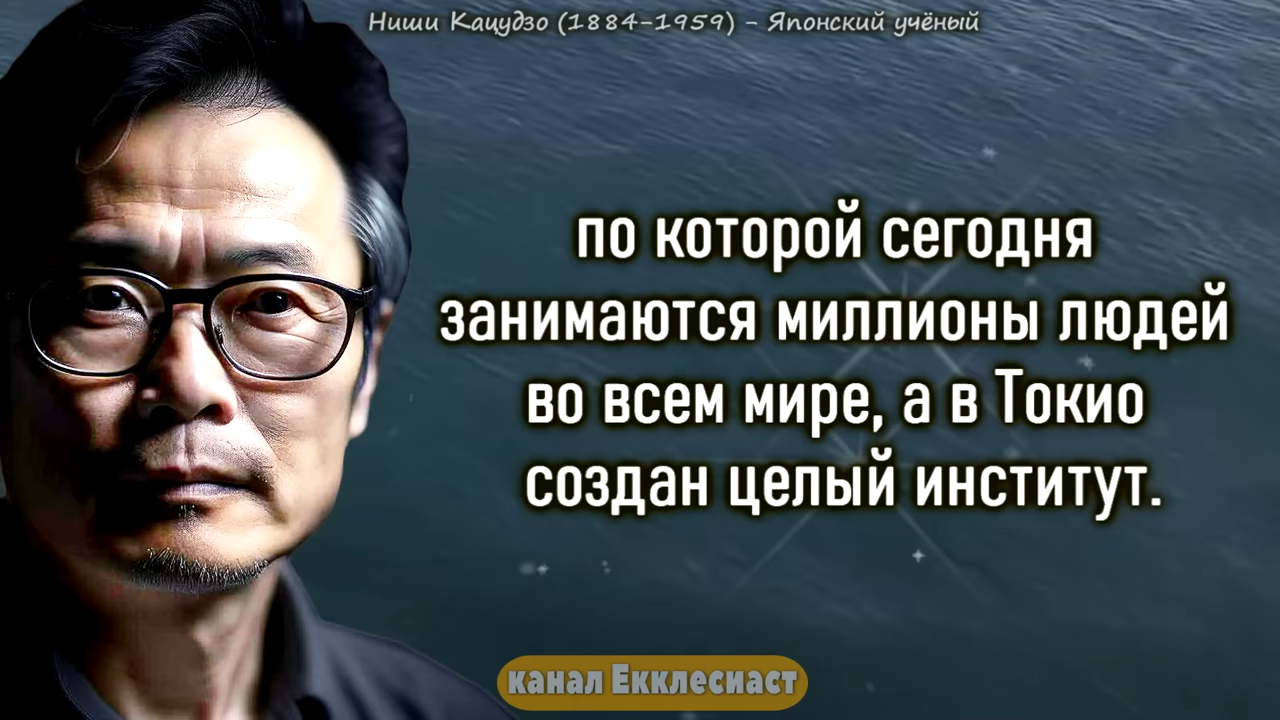 Ниши Кацудзо (1884-1959) - Японский учёный
по которой сегодня
занимаются миллионы людей
во всем мире, а в Токио
создан целый институт.
канал Екклесиаст